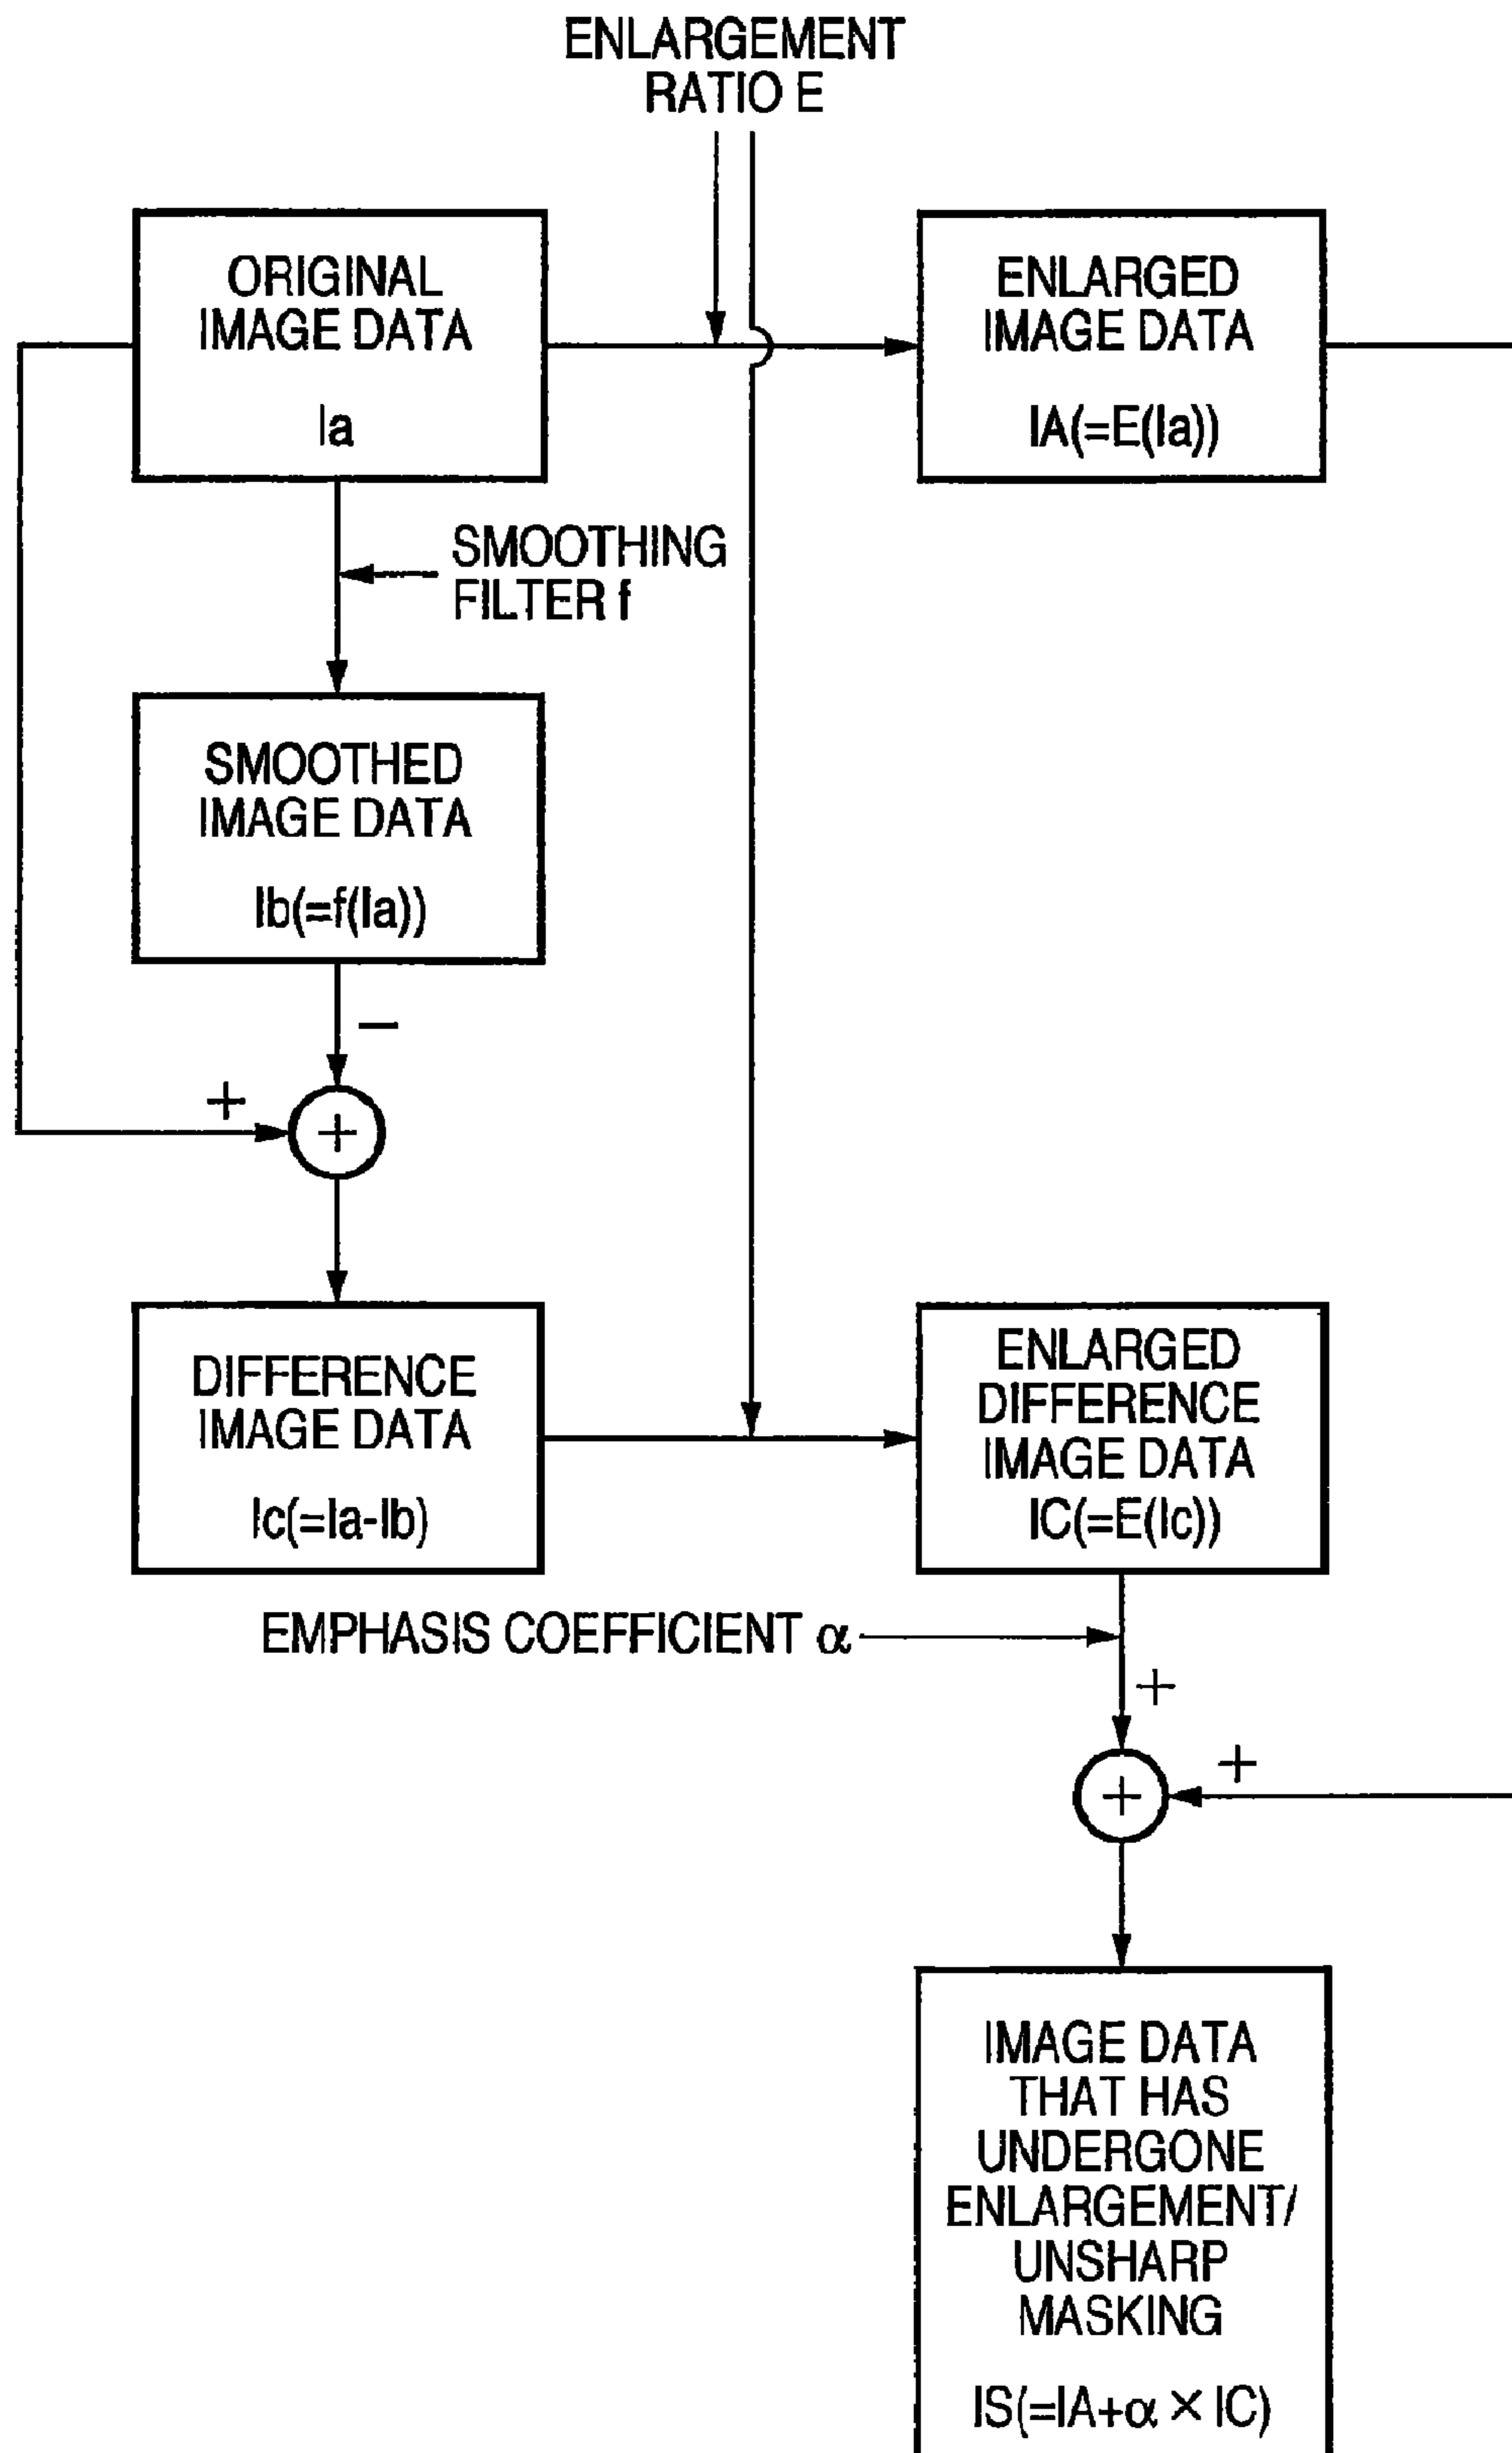 ENLARGEMENT
RATIO E
ORIGINAL
IMAGE DATA
Ia
ENLARGED
IMAGE DATA
IA(=E(Ia))
SMOOTHING
FILTER f
SMOOTHED
IMAGE DATA
Ib(=f(Ia))
−
+
+
DIFFERENCE
IMAGE DATA
Ic(=Ia-Ib)
ENLARGED
DIFFERENCE
IMAGE DATA
IC(=E(Ic))
EMPHASIS COEFFICIENT α
+
+
+
IMAGE DATA
THAT HAS
UNDERGONE
ENLARGEMENT/
UNSHARP
MASKING
IS(=IA+α × IC)